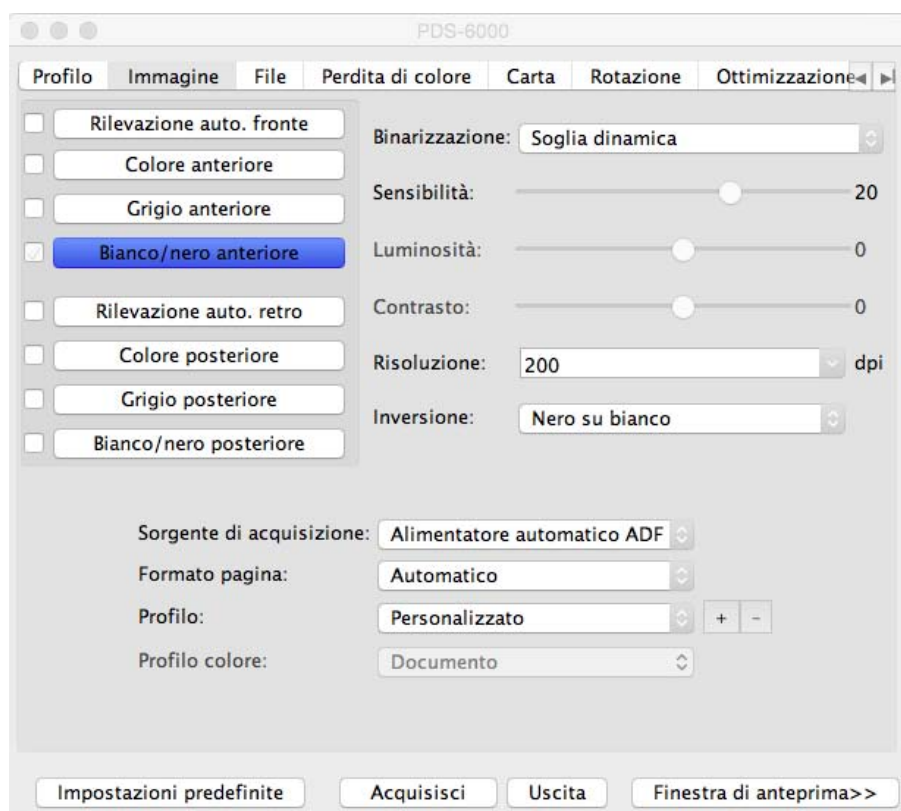 PDS-6000
Profilo Immagine File Perdita di colore Carta Rotazione Ottimizzazione
Rilevazione auto. fronte
Colore anteriore
Grigio anteriore
Bianco/nero anteriore
Rilevazione auto. retro
Colore posteriore
Grigio posteriore
Bianco/nero posteriore
Binarizzazione: Soglia dinamica
Sensibilità: 20
Luminosità: 0
Contrasto: 0
Risoluzione: 200 dpi
Inversione: Nero su bianco
Sorgente di acquisizione: Alimentatore automatico ADF
Formato pagina: Automatico
Profilo: Personalizzato + -
Profilo colore: Documento
Impostazioni predefinite Acquisisci Uscita Finestra di anteprima>>